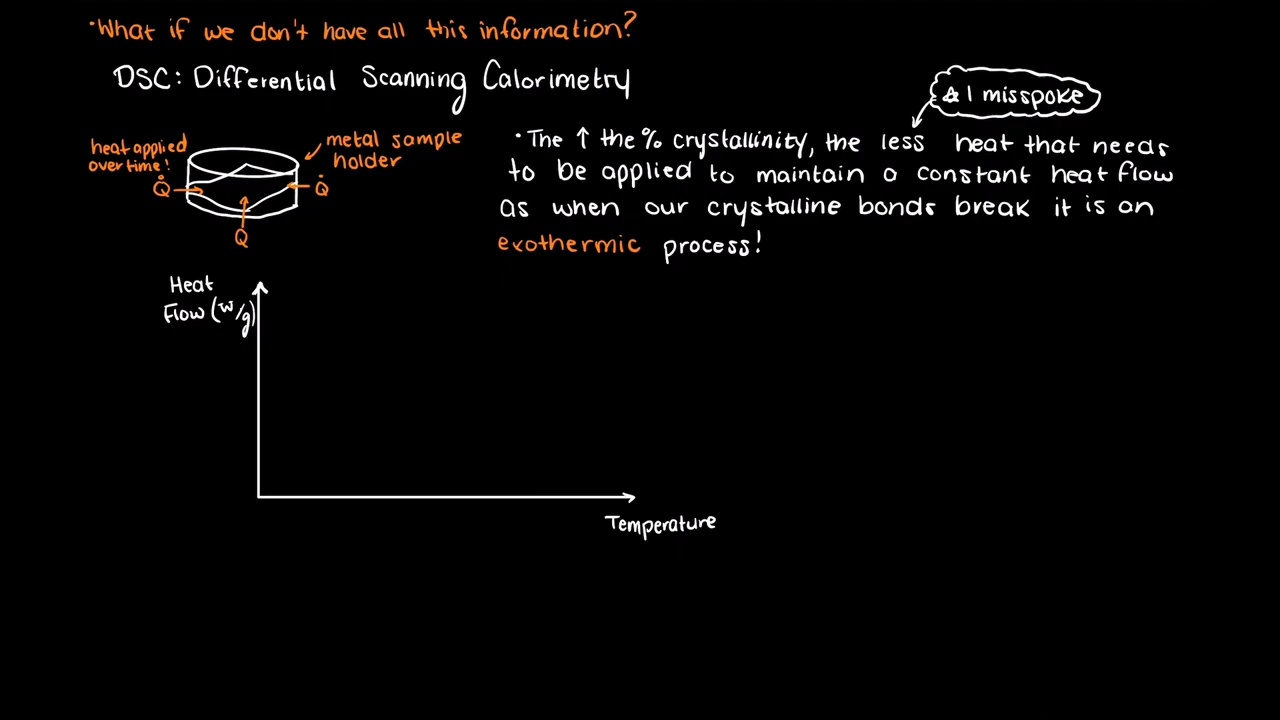 ·What if we don't have all this information?
DSC: Differential Scanning Calorimetry
& I misspoke
heat applied
over time!
metal sample
holder
Q̇
Q̇
Q
·The ↑ the % crystallinity, the less heat that needs
to be applied to maintain a constant heat flow
as when our crystalline bonds break it is an
exothermic process!
Heat
Flow (W/g)
Temperature